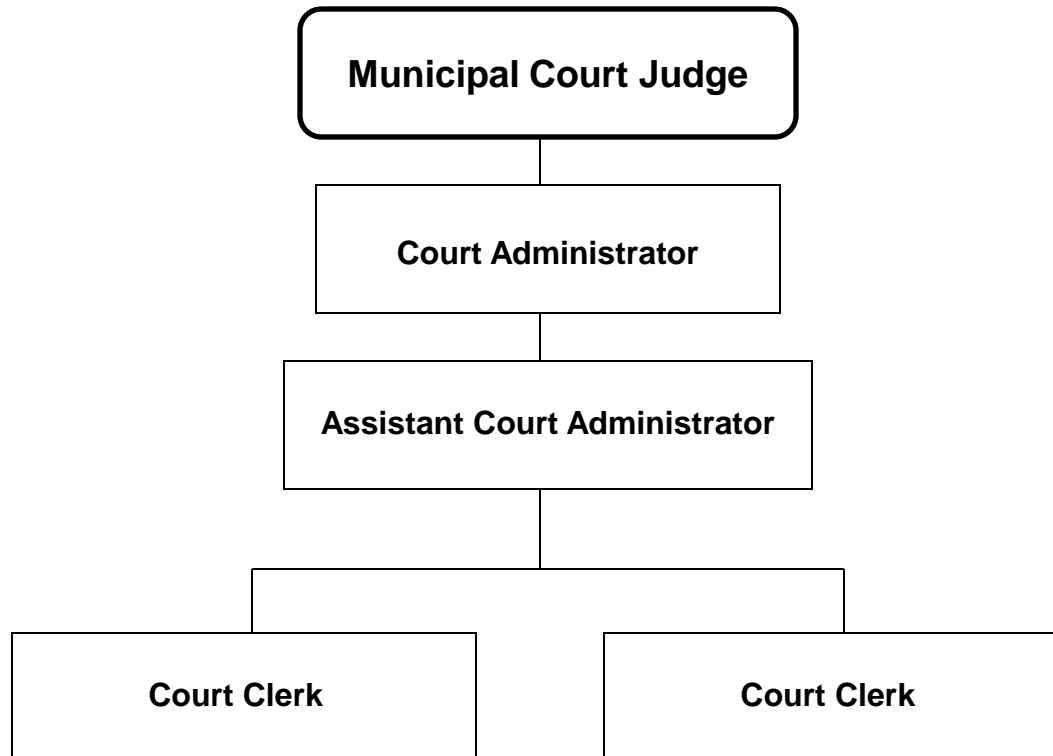 Municipal Court Judge
Court Administrator
Assistant Court Administrator
Court Clerk
Court Clerk